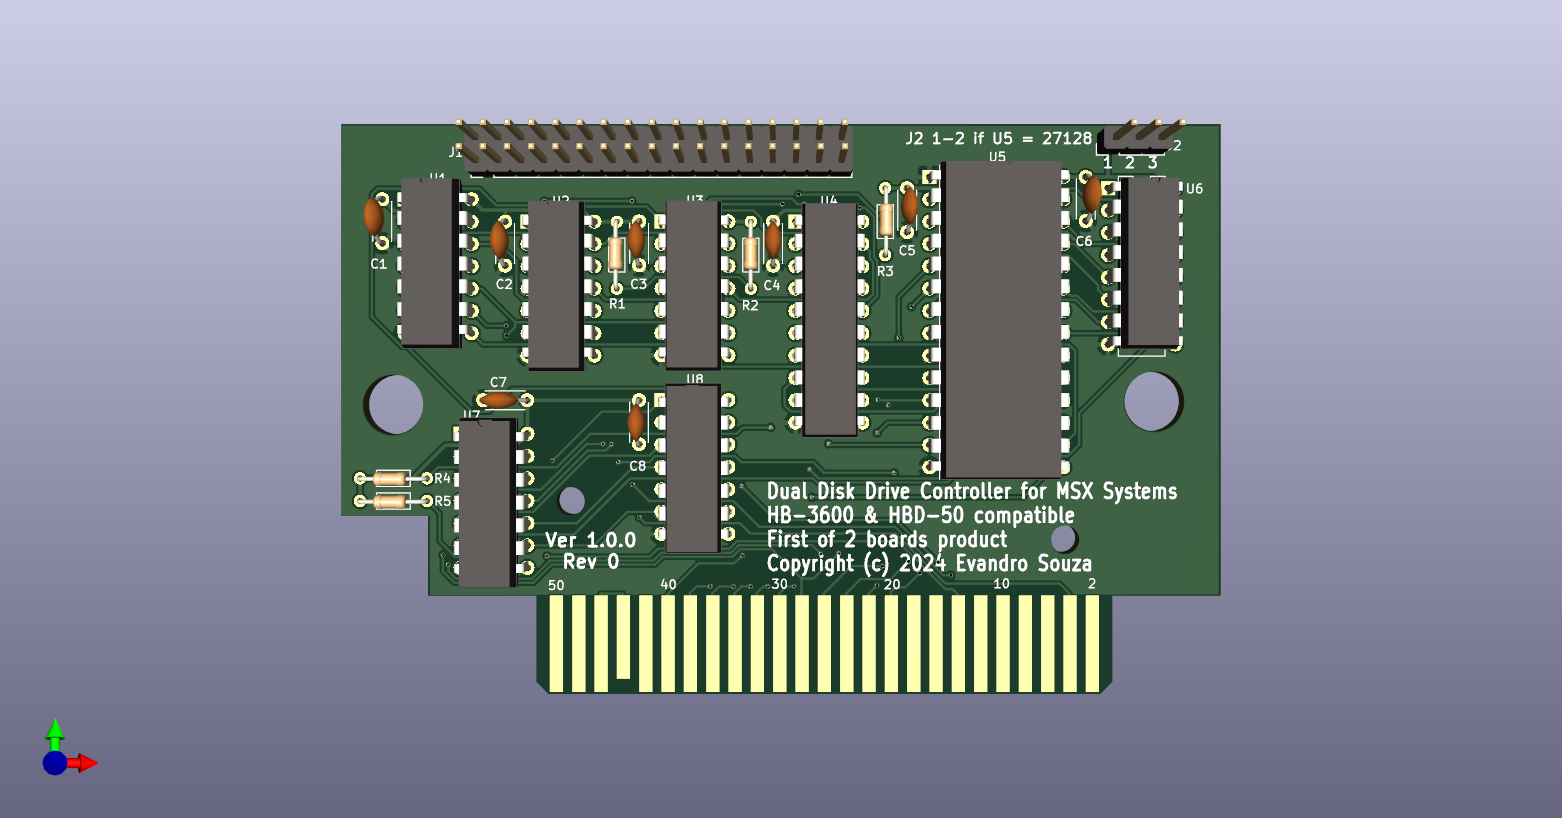 J2 1-2 if U5 = 27128
J1
2
U5
1 2 3
U1
U6
U2
U3
U4
C1
C2
C3
C4
C5
C6
R1
R2
R3
C7
U8
U7
C8
R4
R5
Dual Disk Drive Controller for MSX Systems
HB-3600 & HBD-50 compatible
First of 2 boards product
Copyright (c) 2024 Evandro Souza
Ver 1.0.0
Rev 0
50 40 30 20 10 2